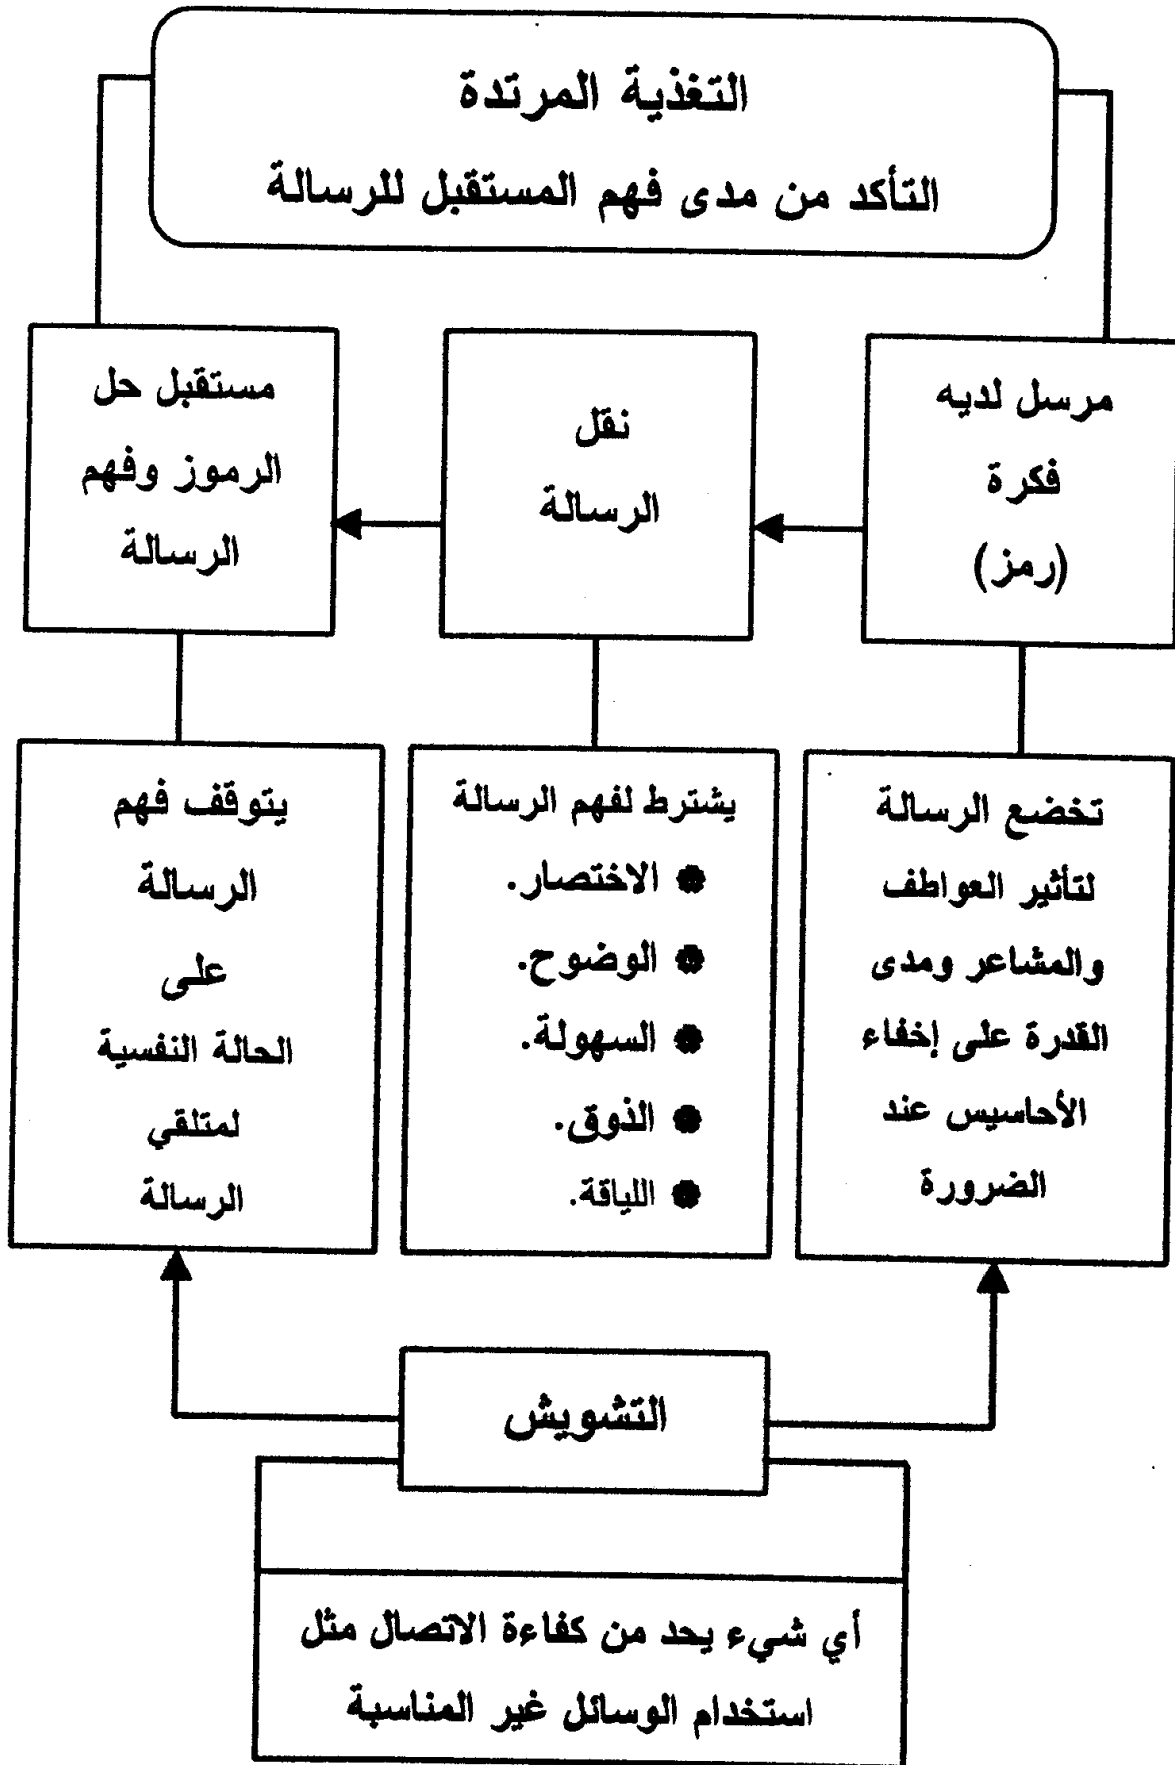 التغذية المرتدة
التأكد من مدى فهم المستقبل للرسالة
مرسل لديه
فكرة
(رمز)
نقل
الرسالة
مستقبل حل
الرموز وفهم
الرسالة
تخضع الرسالة
لتأثير العواطف
والمشاعر ومدى
القدرة على إخفاء
الأحاسيس عند
الضرورة
يشترط لفهم الرسالة
الاختصار.
الوضوح.
السهولة.
الذوق.
اللياقة.
يتوقف فهم
الرسالة
على
الحالة النفسية
لمتلقي
الرسالة
التشويش
أي شيء يحد من كفاءة الاتصال مثل
استخدام الوسائل غير المناسبة